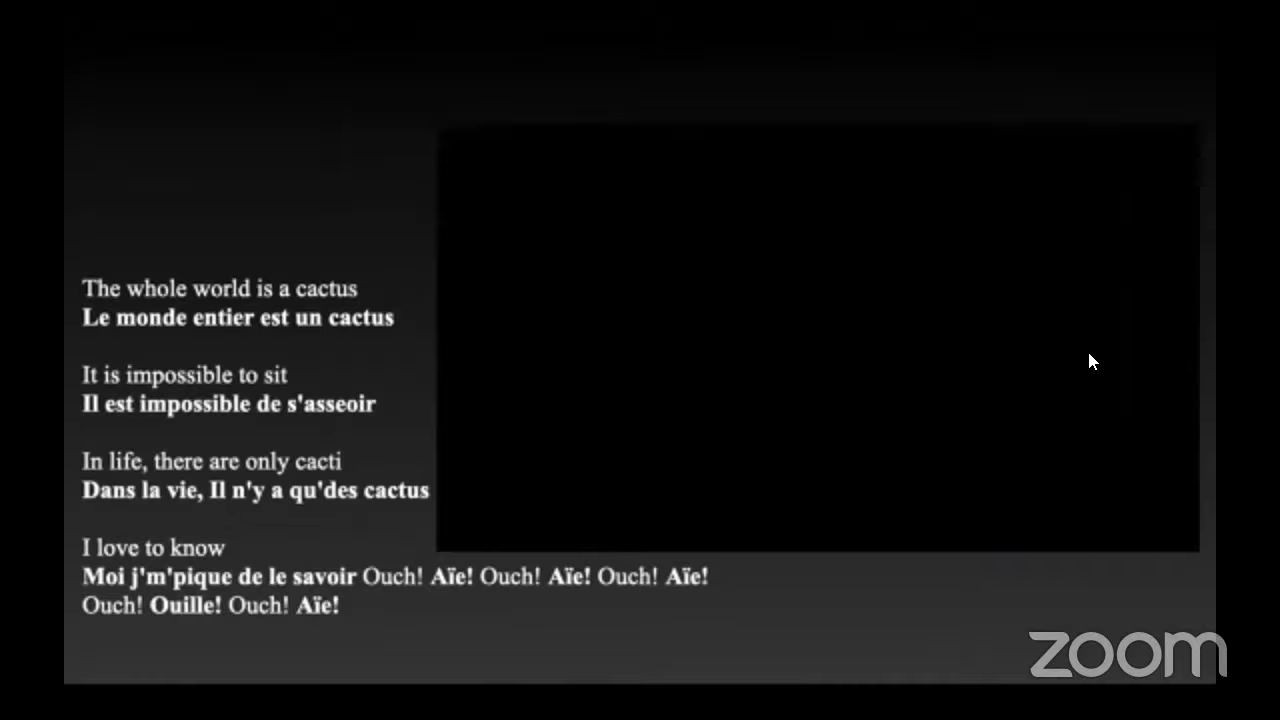 The whole world is a cactus
Le monde entier est un cactus
It is impossible to sit
Il est impossible de s'asseoir
In life, there are only cacti
Dans la vie, Il n'y a qu'des cactus
I love to know
Moi j'm'pique de le savoir Ouch! Aïe! Ouch! Aïe! Ouch! Aïe!
Ouch! Ouille! Ouch! Aïe!
zoom